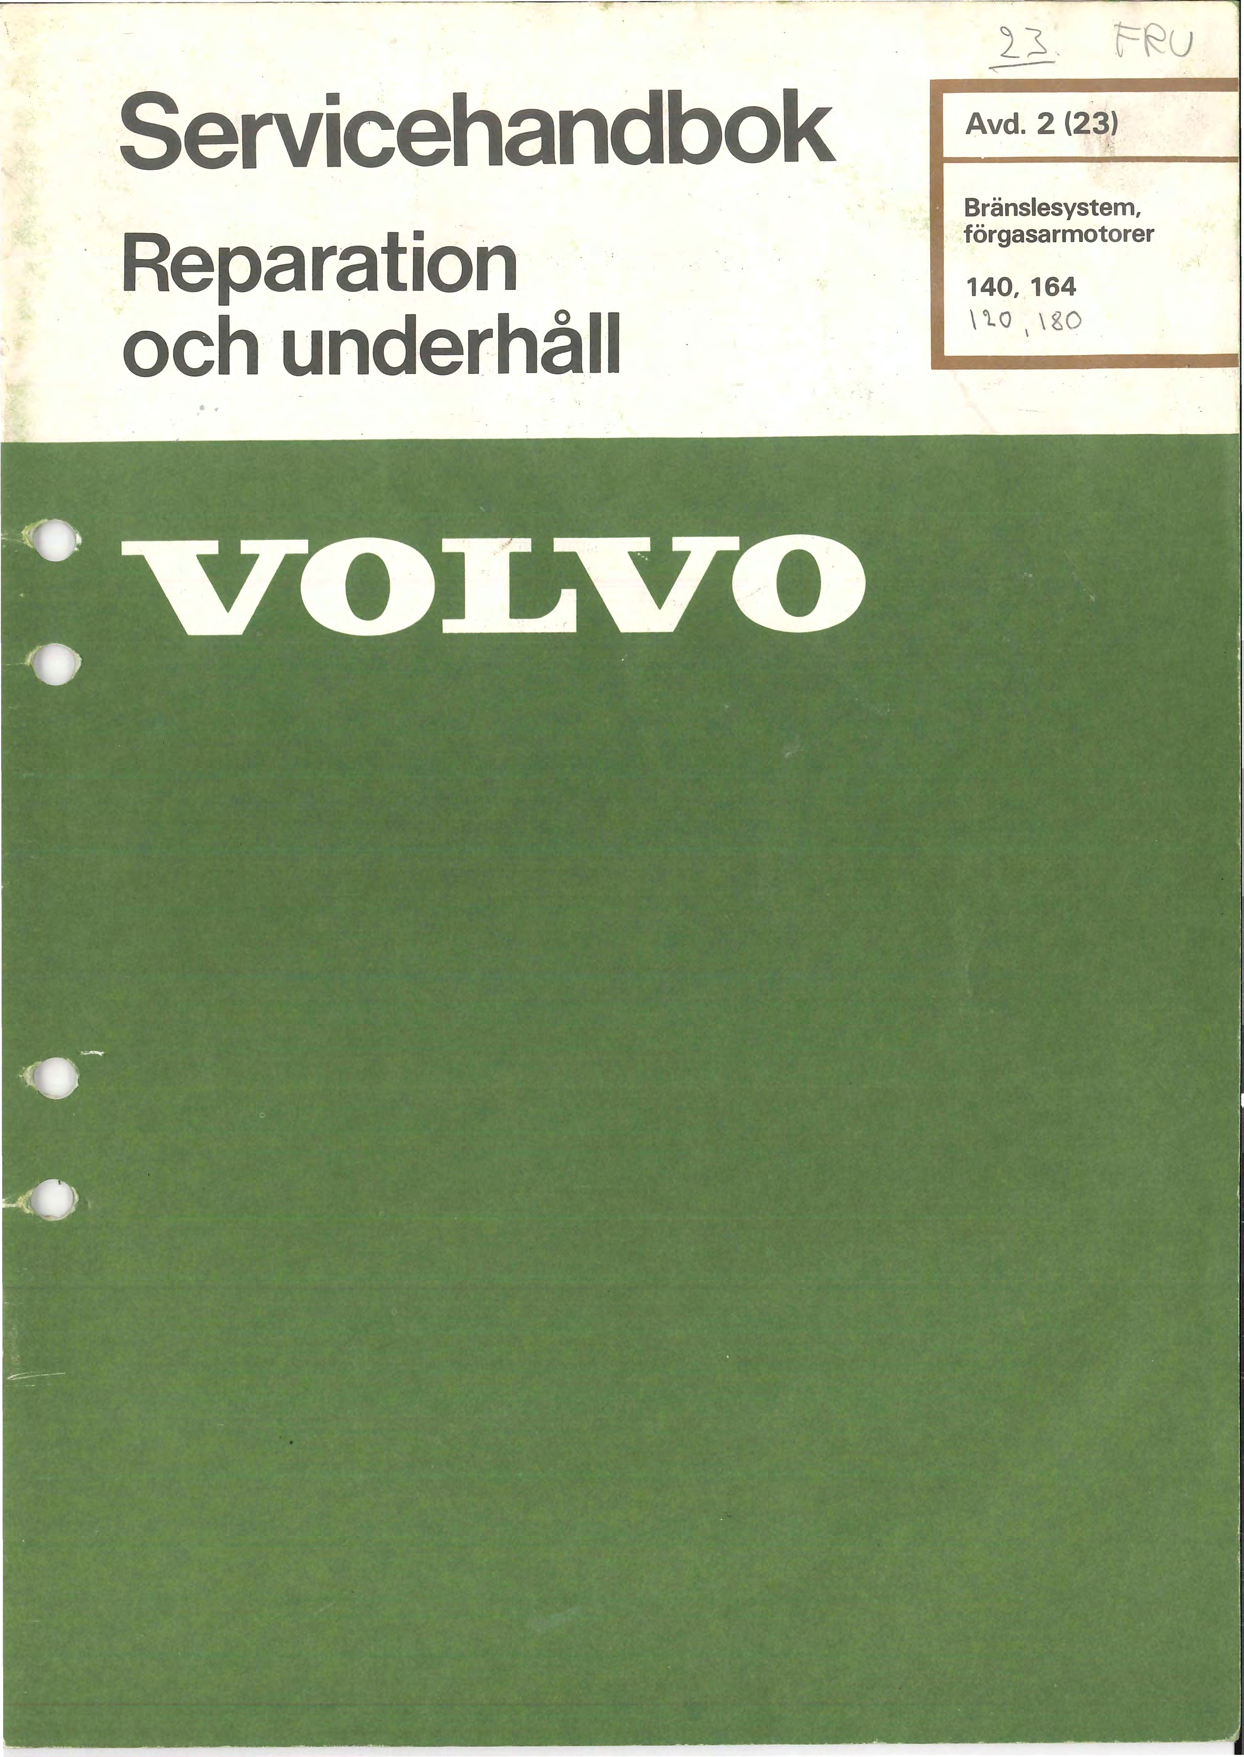 23 FRU
Servicehandbok
Reparation
och underhåll
Avd. 2 (23)
Bränslesystem,
förgasarmotorer
140, 164
120, 180
VOLVO